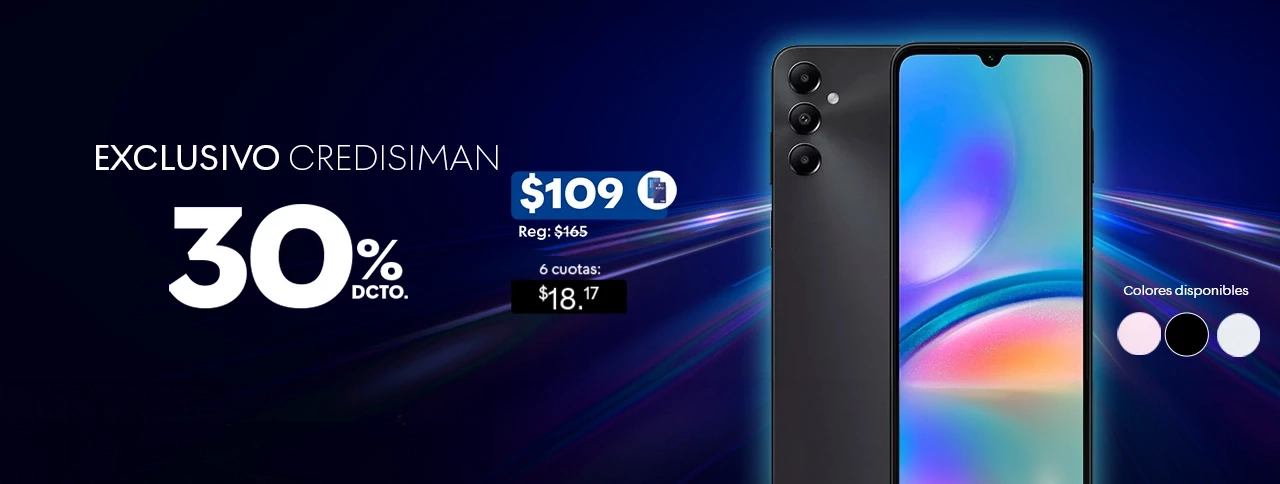 EXCLUSIVO CREDISIMAN
30% DCTO.
$109
Reg: $165
6 cuotas:
$18.17
Colores disponibles